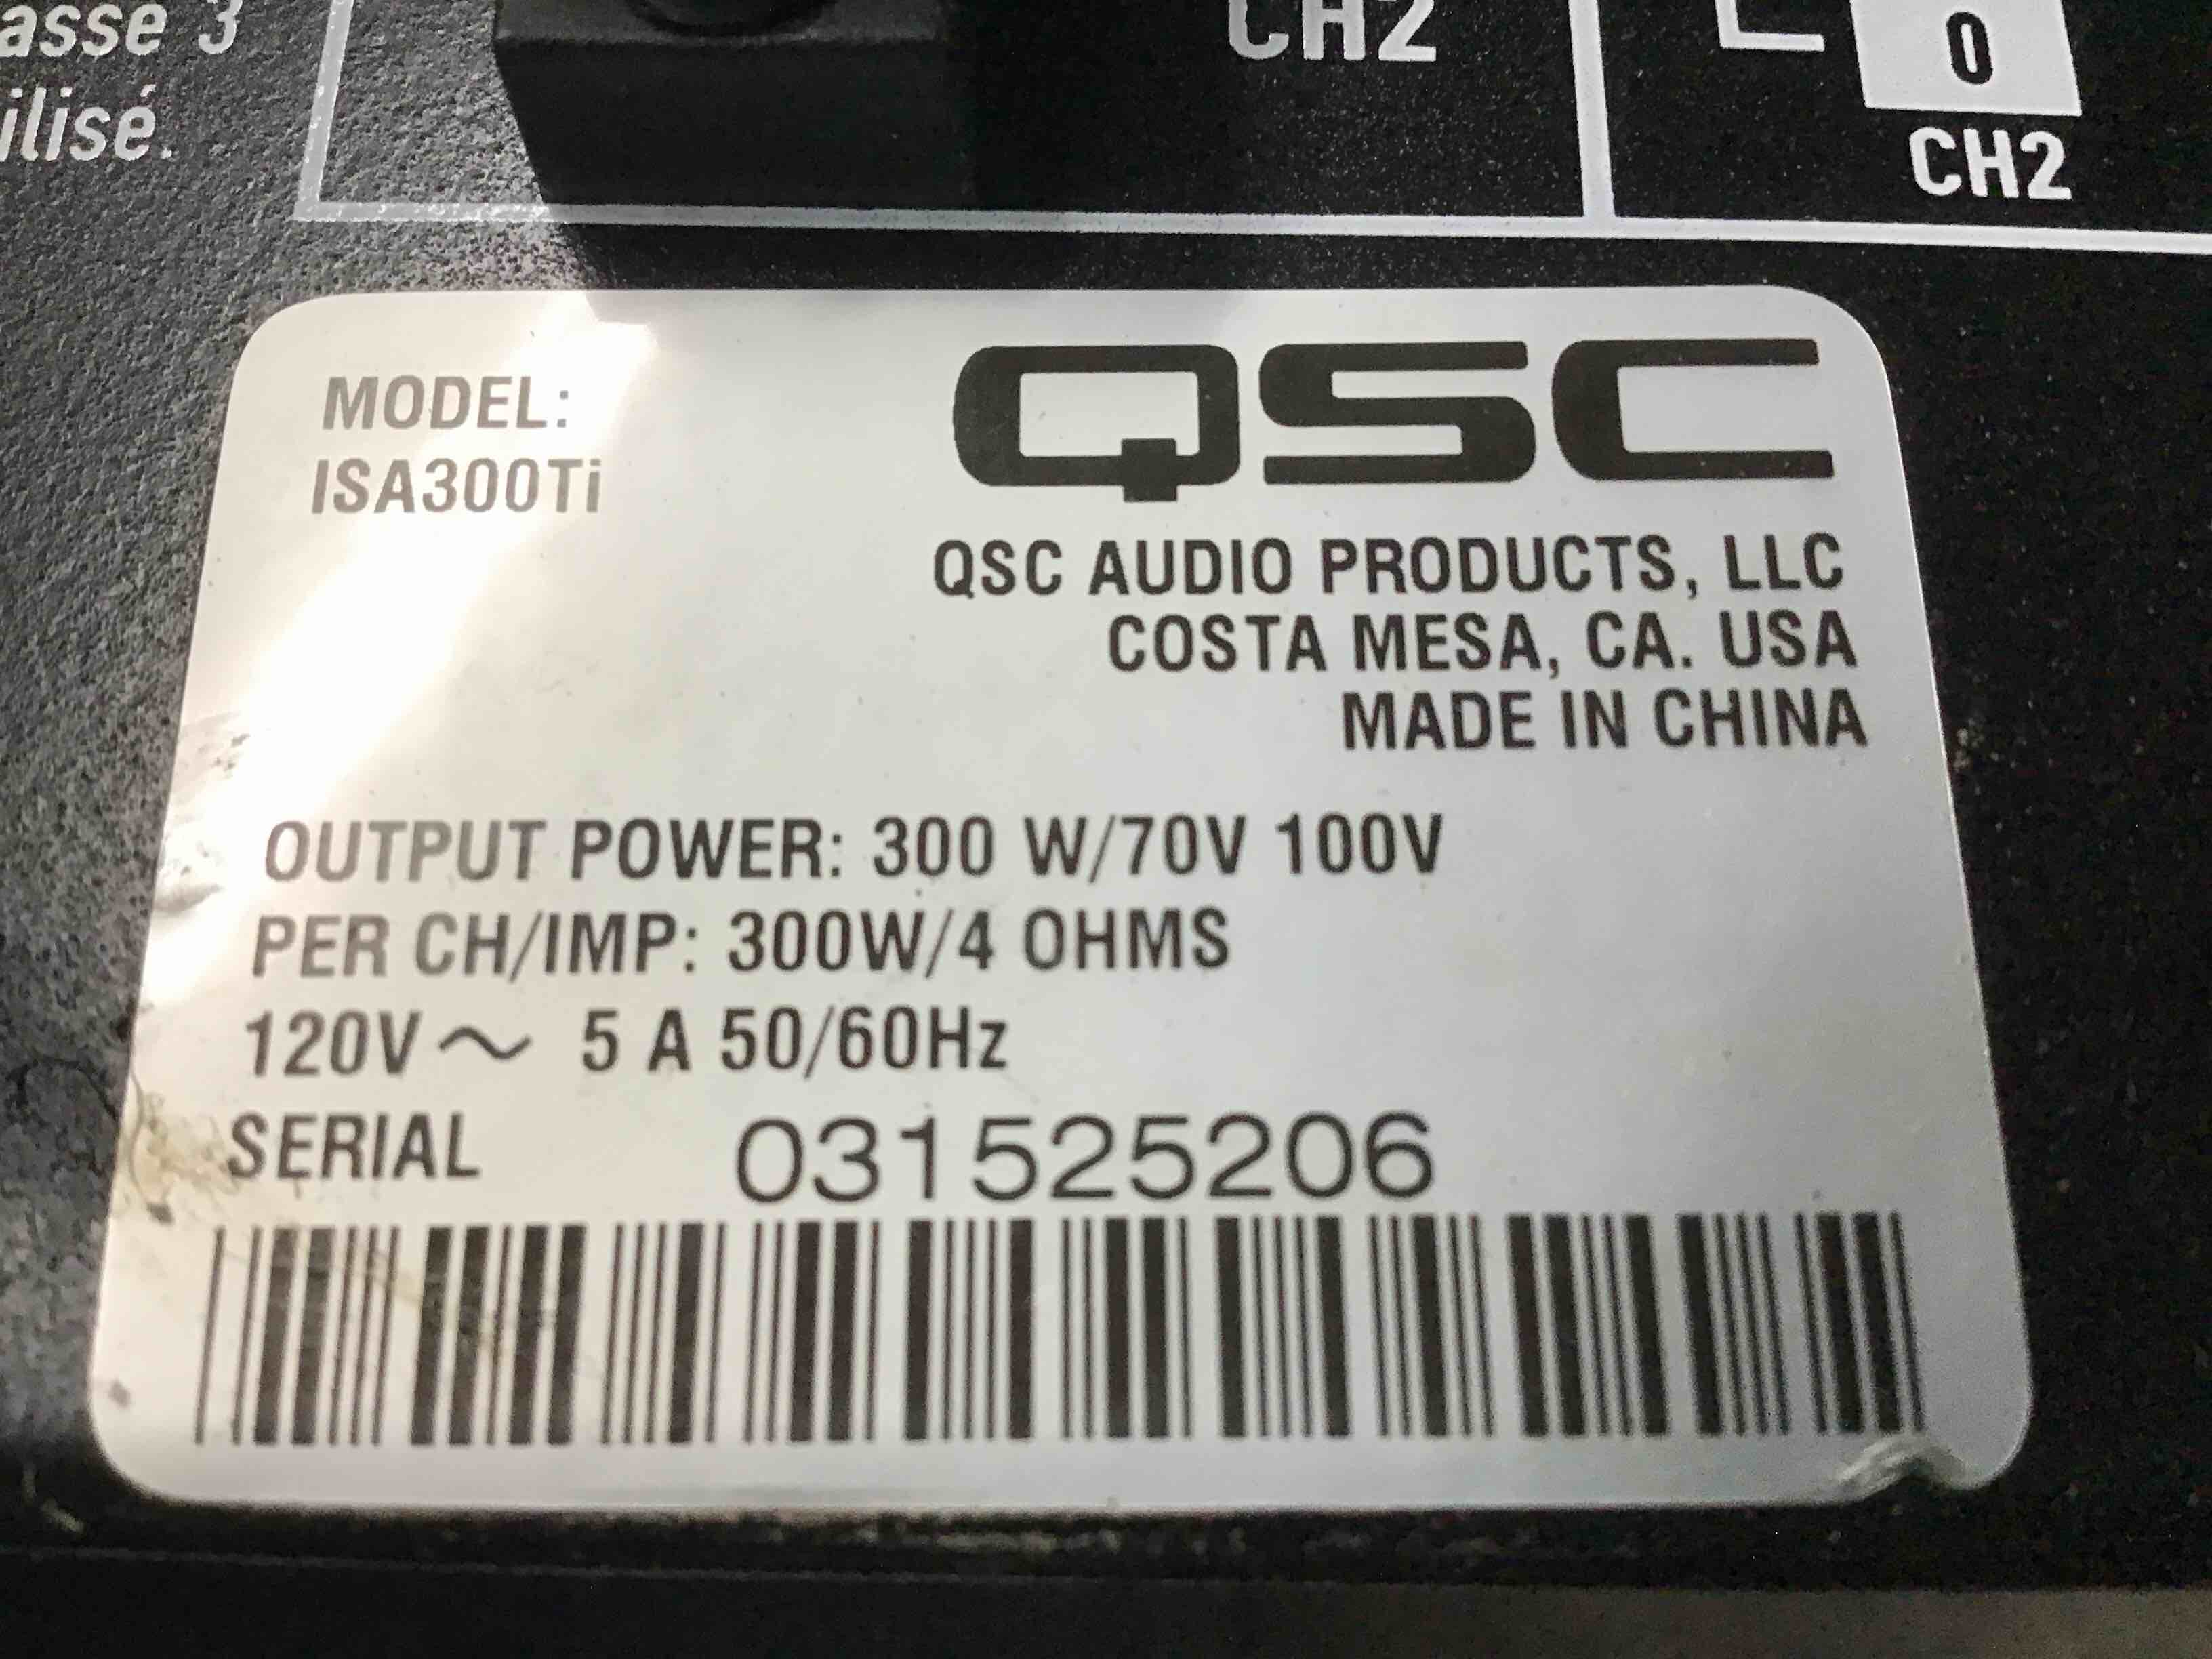 asse 3
ilisé.
CH2
0
CH2
MODEL:
ISA300Ti
QSC
QSC AUDIO PRODUCTS, LLC
COSTA MESA, CA. USA
MADE IN CHINA
OUTPUT POWER: 300 W/70V 100V
PER CH/IMP: 300W/4 OHMS
120V~ 5 A 50/60Hz
SERIAL 031525206